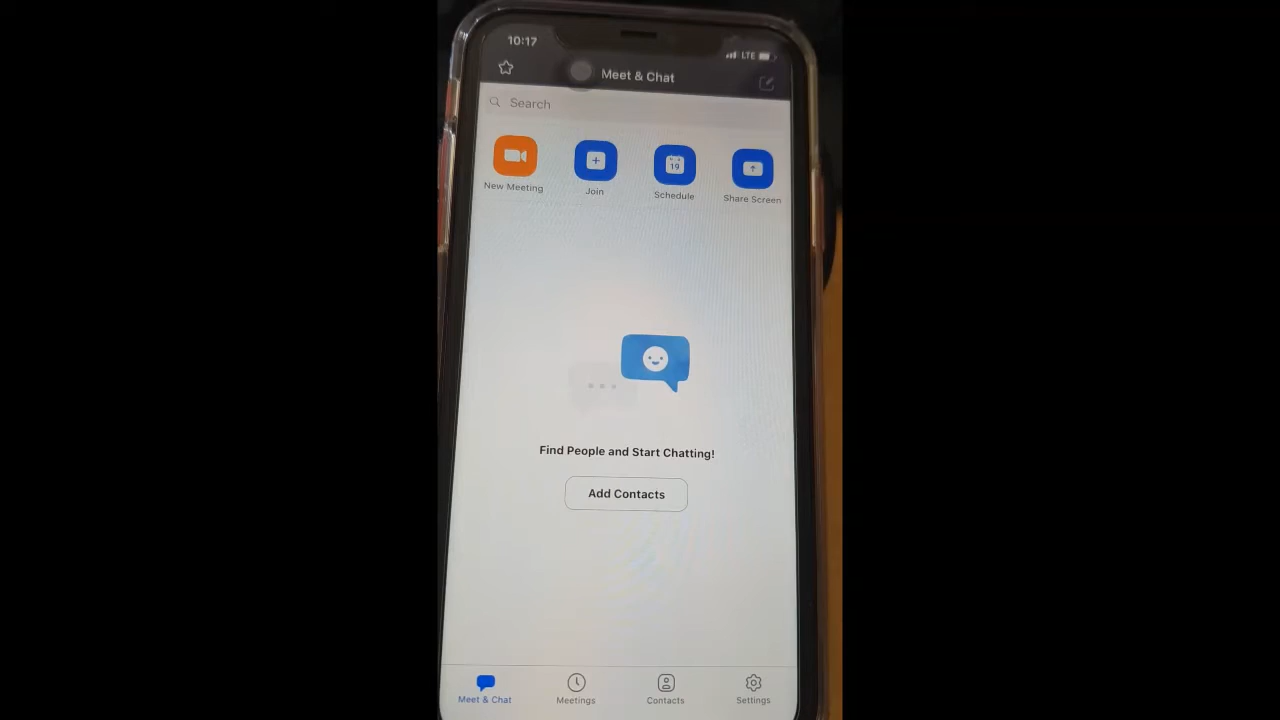 10:17
LTE
Meet & Chat
Search
19
New Meeting
Join
Schedule
Share Screen
Find People and Start Chatting!
Add Contacts
Meet & Chat
Meetings
Contacts
Settings